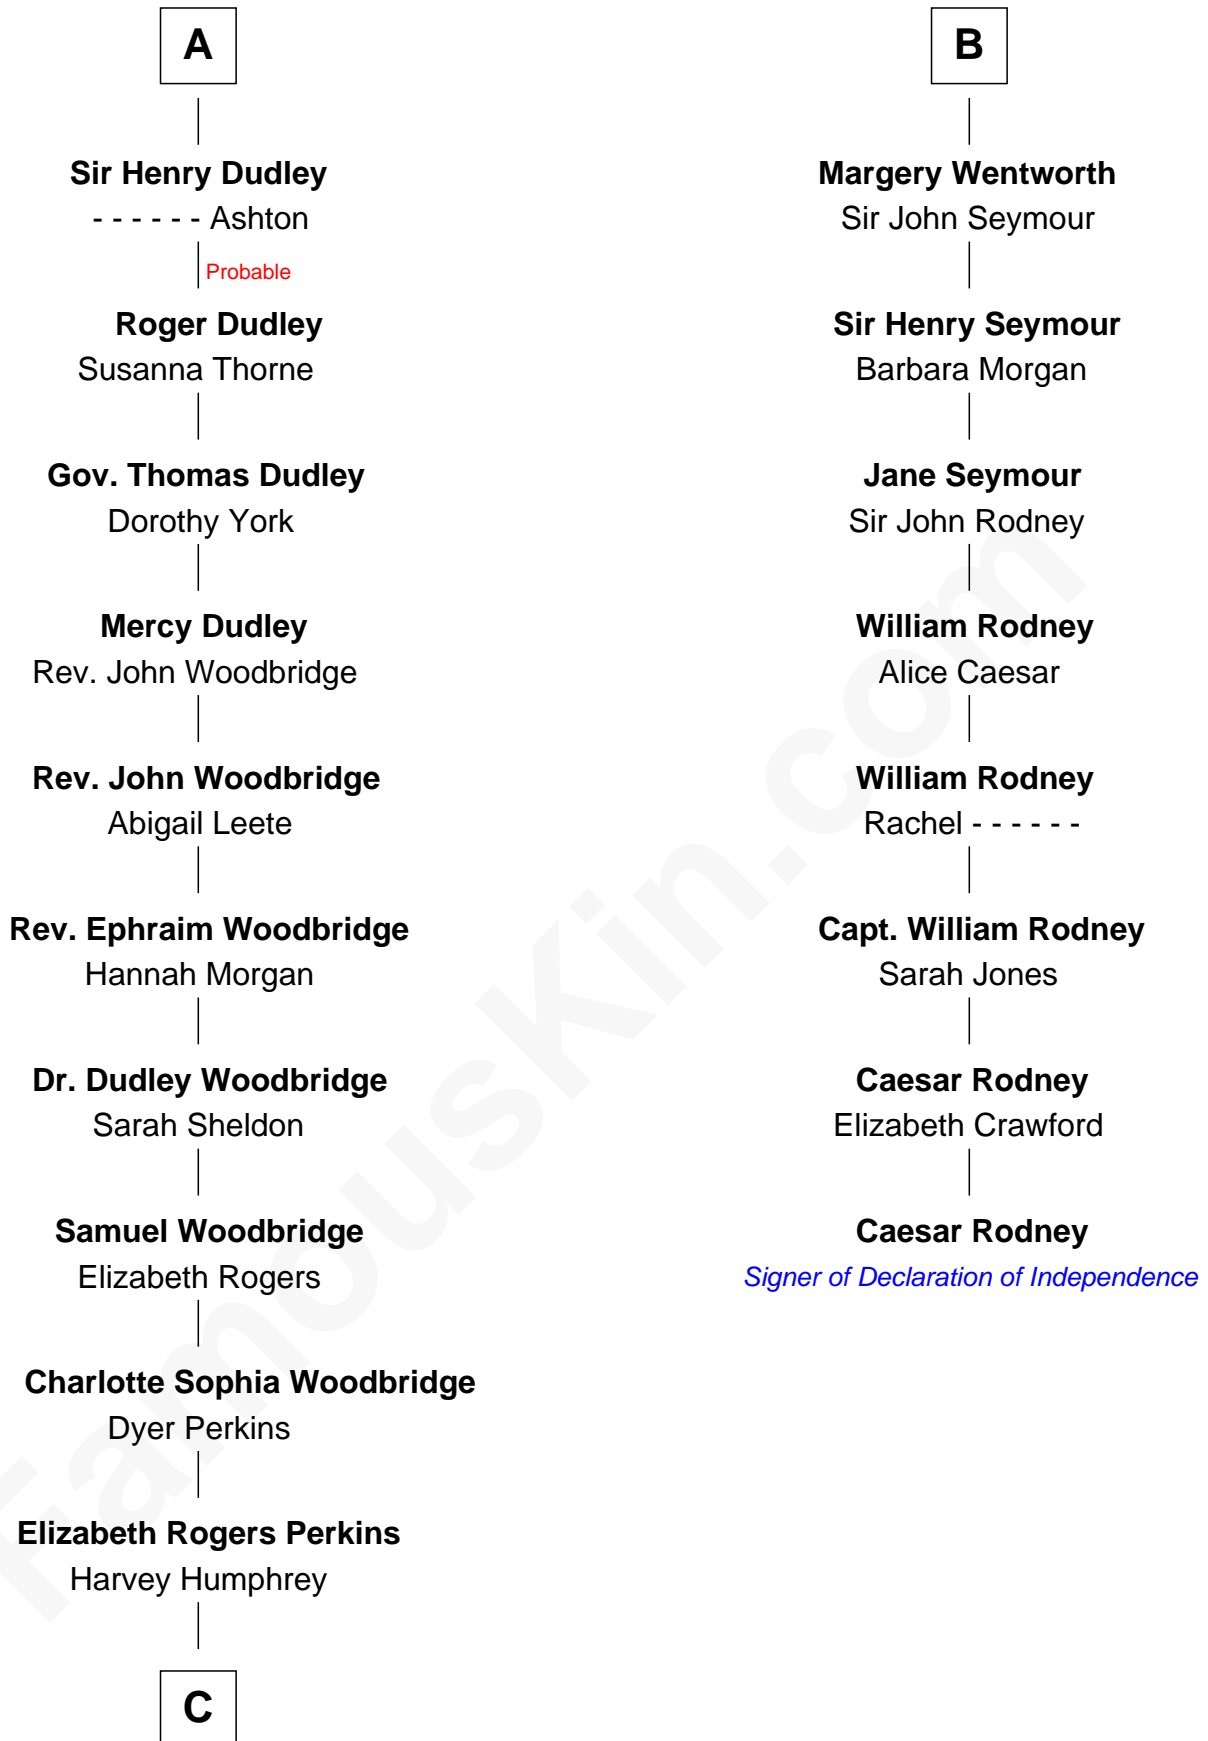 A
Sir Henry Dudley
- - - - - - Ashton
Probable
Roger Dudley
Susanna Thorne
Gov. Thomas Dudley
Dorothy York
Mercy Dudley
Rev. John Woodbridge
Rev. John Woodbridge
Abigail Leete
Rev. Ephraim Woodbridge
Hannah Morgan
Dr. Dudley Woodbridge
Sarah Sheldon
Samuel Woodbridge
Elizabeth Rogers
Charlotte Sophia Woodbridge
Dyer Perkins
Elizabeth Rogers Perkins
Harvey Humphrey
C
B
Margery Wentworth
Sir John Seymour
Sir Henry Seymour
Barbara Morgan
Jane Seymour
Sir John Rodney
William Rodney
Alice Caesar
William Rodney
Rachel - - - - - -
Capt. William Rodney
Sarah Jones
Caesar Rodney
Elizabeth Crawford
Caesar Rodney
Signer of Declaration of Independence
FamousKin.com